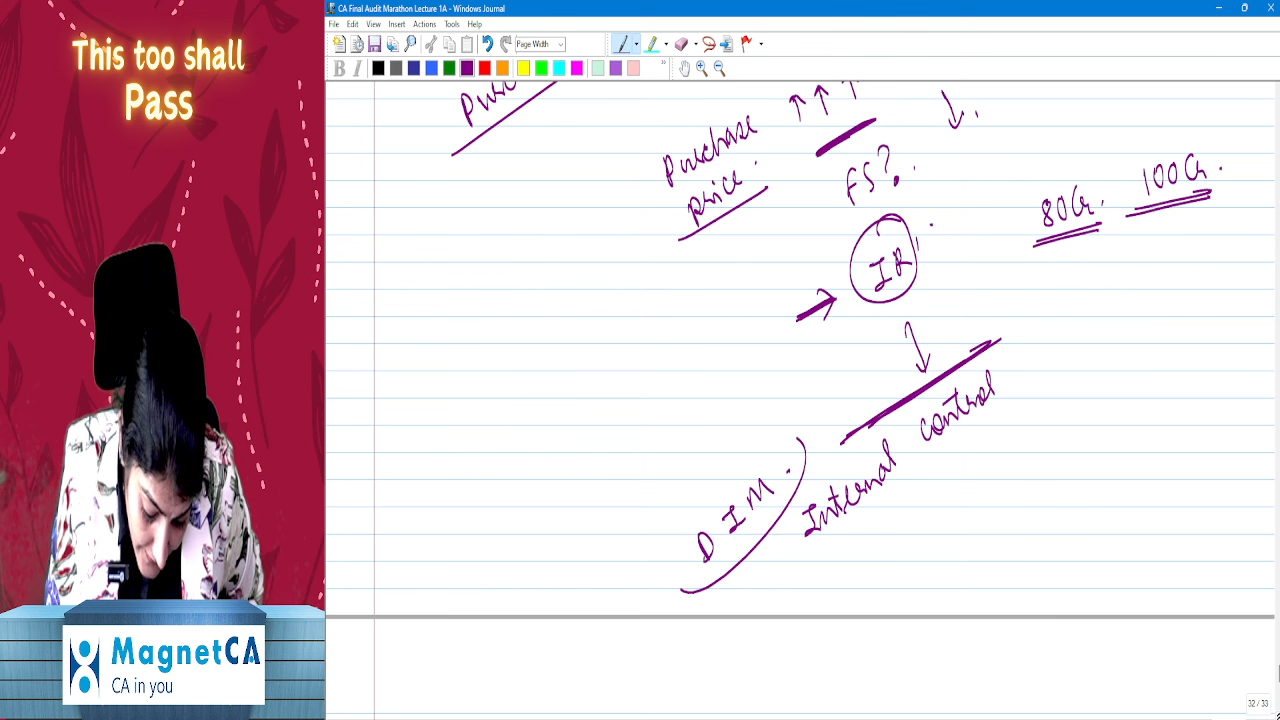 This too shall
Pass
CA Final Audit Marathon Lecture 1A - Windows Journal
File Edit View Insert Actions Tools Help
Page Width
B I
Purchase
price.
FS?
80Cr.
100Cr.
IR
Internal control
D I M.
MagnetCA
CA in you
32 / 33